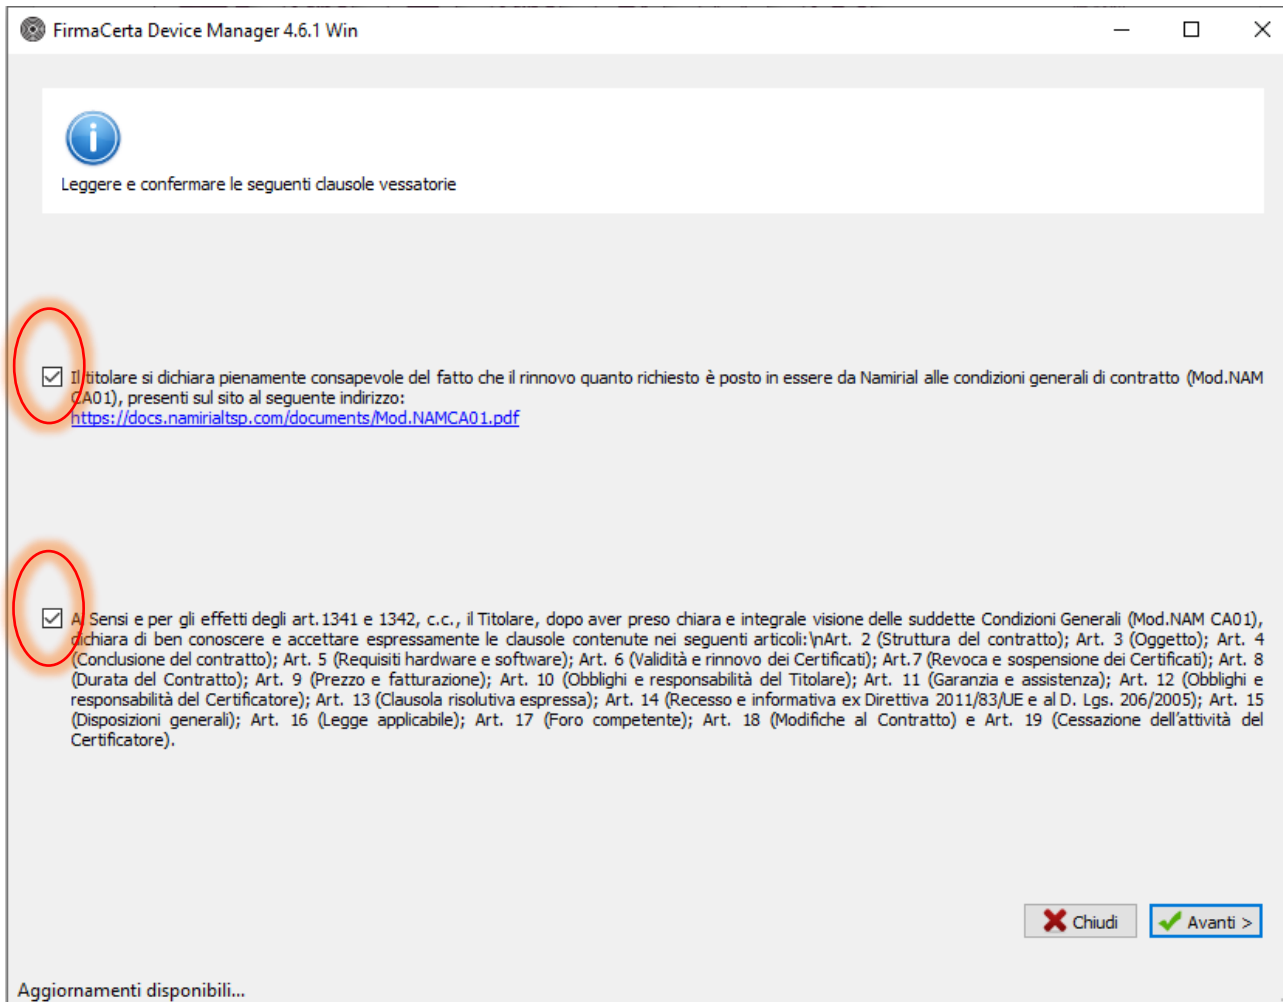 FirmaCerta Device Manager 4.6.1 Win
Leggere e confermare le seguenti clausole vessatorie
Il titolare si dichiara pienamente consapevole del fatto che il rinnovo quanto richiesto è posto in essere da Namirial alle condizioni generali di contratto (Mod.NAM
CA01), presenti sul sito al seguente indirizzo:
https://docs.namirialtsp.com/documents/Mod.NAMCA01.pdf
Ai Sensi e per gli effetti degli art.1341 e 1342, c.c., il Titolare, dopo aver preso chiara e integrale visione delle suddette Condizioni Generali (Mod.NAM CA01),
dichiara di ben conoscere e accettare espressamente le clausole contenute nei seguenti articoli:\nArt. 2 (Struttura del contratto); Art. 3 (Oggetto); Art. 4
(Conclusione del contratto); Art. 5 (Requisiti hardware e software); Art. 6 (Validità e rinnovo dei Certificati); Art.7 (Revoca e sospensione dei Certificati); Art. 8
(Durata del Contratto); Art. 9 (Prezzo e fatturazione); Art. 10 (Obblighi e responsabilità del Titolare); Art. 11 (Garanzia e assistenza); Art. 12 (Obblighi e
responsabilità del Certificatore); Art. 13 (Clausola risolutiva espressa); Art. 14 (Recesso e informativa ex Direttiva 2011/83/UE e al D. Lgs. 206/2005); Art. 15
(Disposizioni generali); Art. 16 (Legge applicabile); Art. 17 (Foro competente); Art. 18 (Modifiche al Contratto) e Art. 19 (Cessazione dell'attività del
Certificatore).
Chiudi
Avanti >
Aggiornamenti disponibili...